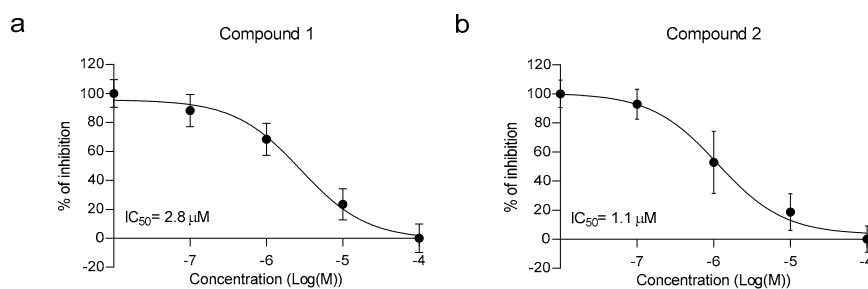 a
Compound 1
% of inhibition
120
100
80
60
40
20
0
-20
IC50= 2.8 μM
-7
-6
-5
-4
Concentration (Log(M))
b
Compound 2
% of inhibition
120
100
80
60
40
20
0
-20
IC50= 1.1 μM
-7
-6
-5
-4
Concentration (Log(M))